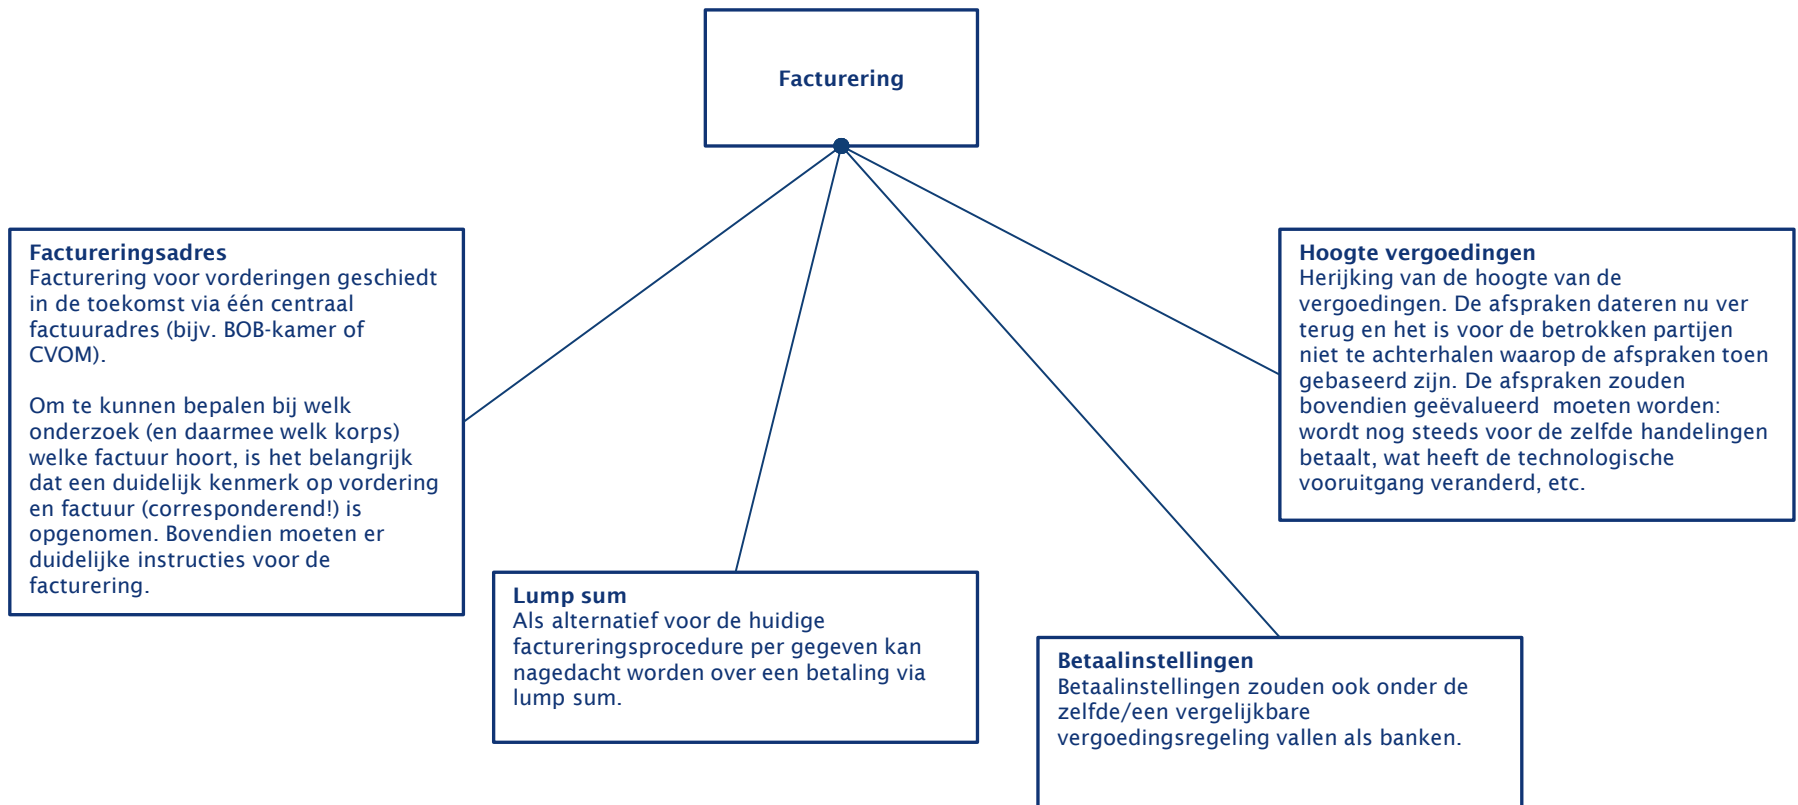 Facturering
Factureringsadres
Facturering voor vorderingen geschiedt
in de toekomst via één centraal
factuuradres (bijv. BOB-kamer of
CVOM).
Om te kunnen bepalen bij welk
onderzoek (en daarmee welk korps)
welke factuur hoort, is het belangrijk
dat een duidelijk kenmerk op vordering
en factuur (corresponderend!) is
opgenomen. Bovendien moeten er
duidelijke instructies voor de
facturering.
Lump sum
Als alternatief voor de huidige
factureringsprocedure per gegeven kan
nagedacht worden over een betaling via
lump sum.
Betaalinstellingen
Betaalinstellingen zouden ook onder de
zelfde/een vergelijkbare
vergoedingsregeling vallen als banken.
Hoogte vergoedingen
Herijking van de hoogte van de
vergoedingen. De afspraken dateren nu ver
terug en het is voor de betrokken partijen
niet te achterhalen waarop de afspraken toen
gebaseerd zijn. De afspraken zouden
bovendien geëvalueerd  moeten worden:
wordt nog steeds voor de zelfde handelingen
betaalt, wat heeft de technologische
vooruitgang veranderd, etc.